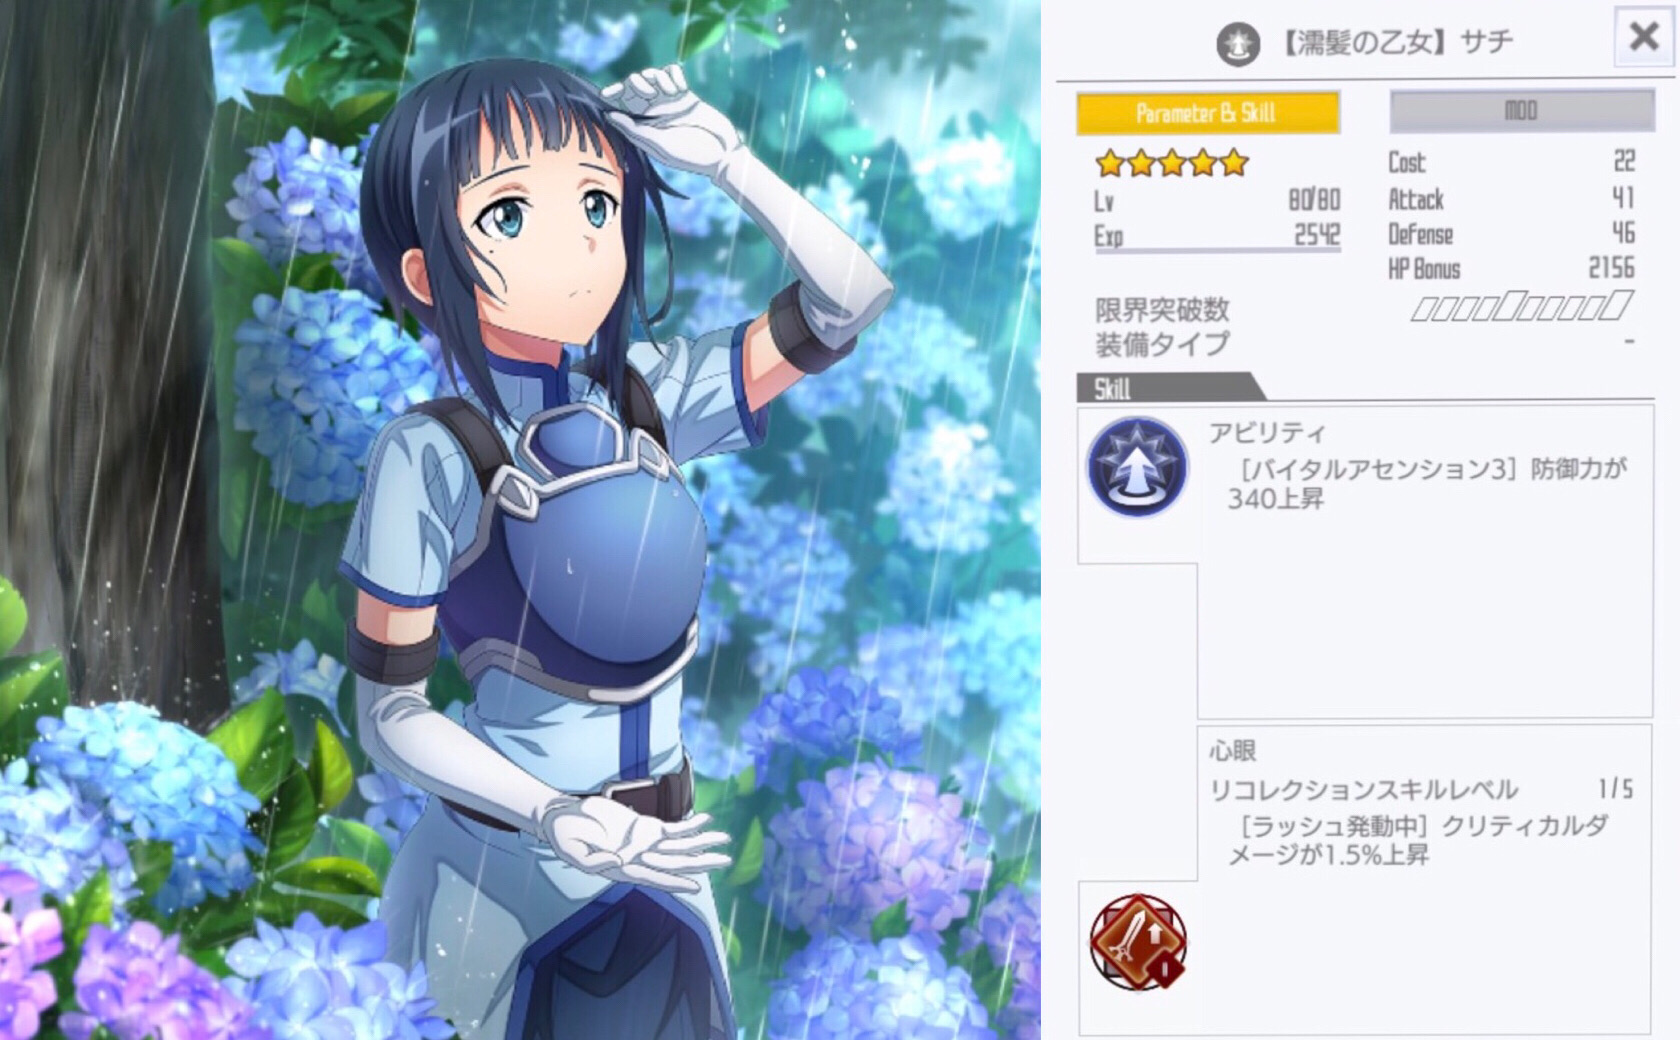 【濡髪の乙女】サチ
Parameter & Skill
MOD
Lv 80/80
Exp 2542
Cost 22
Attack 41
Defense 46
HP Bonus 2156
限界突破数
装備タイプ -
Skill
アビリティ
［バイタルアセンション3］防御力が
340上昇
心眼
リコレクションスキルレベル 1/5
［ラッシュ発動中］クリティカルダ
メージが1.5%上昇
I